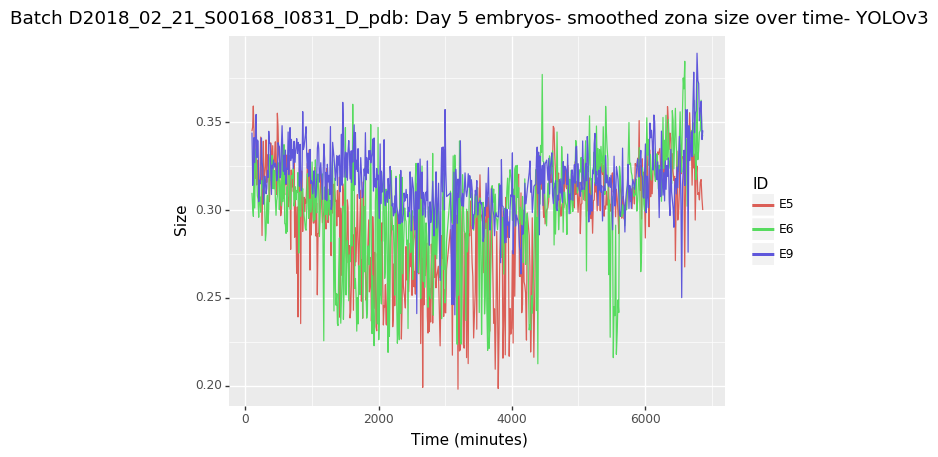 Batch D2018_02_21_S00168_I0831_D_pdb: Day 5 embryos- smoothed zona size over time- YOLOv3
0.35
0.30
0.25
0.20
Size
0
2000
4000
6000
Time (minutes)
ID
E5
E6
E9